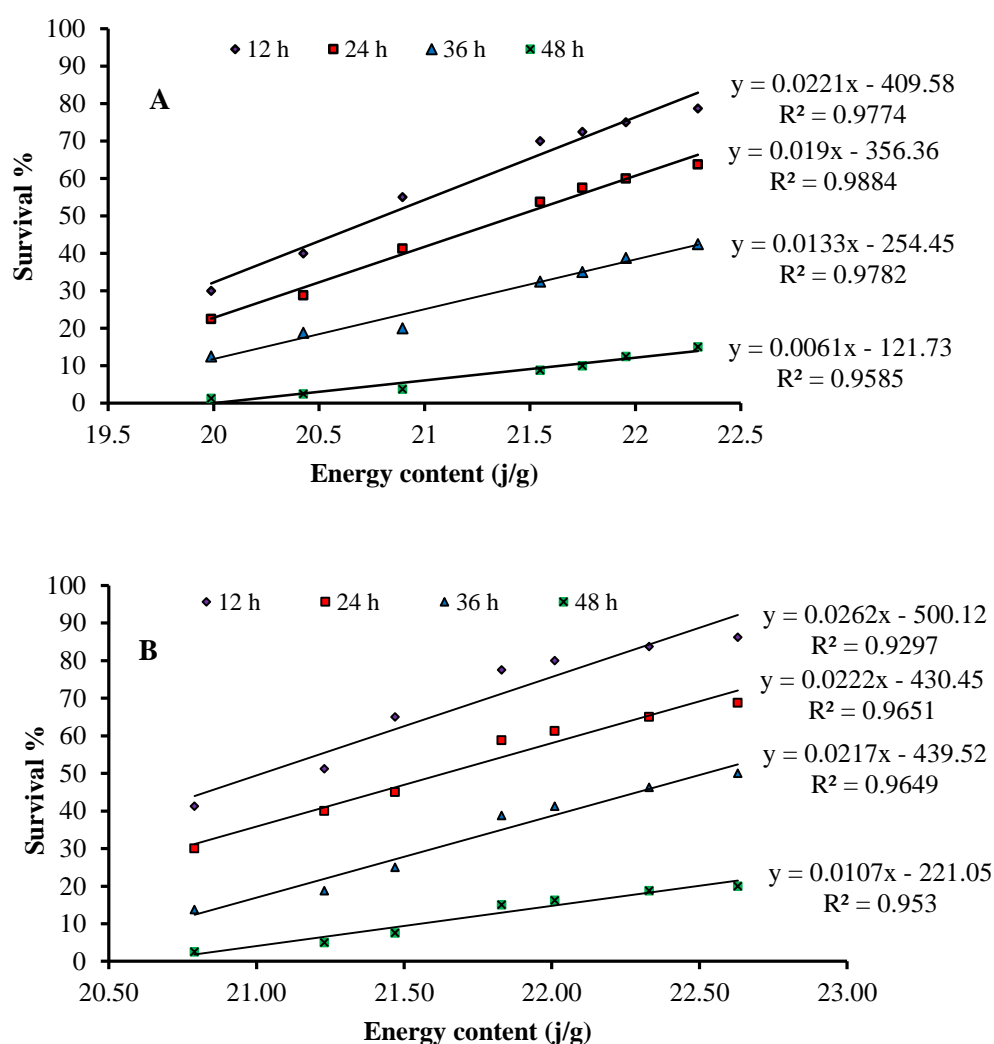 100
90
80
70
60
50
40
30
20
10
0
Survival %
12 h 24 h 36 h 48 h
A
y = 0.0221x - 409.58
R² = 0.9774
y = 0.019x - 356.36
R² = 0.9884
y = 0.0133x - 254.45
R² = 0.9782
y = 0.0061x - 121.73
R² = 0.9585
19.5 20 20.5 21 21.5 22 22.5
Energy content (j/g)
100
90
80
70
60
50
40
30
20
10
0
Survival %
12 h 24 h 36 h 48 h
B
y = 0.0262x - 500.12
R² = 0.9297
y = 0.0222x - 430.45
R² = 0.9651
y = 0.0217x - 439.52
R² = 0.9649
y = 0.0107x - 221.05
R² = 0.953
20.50 21.00 21.50 22.00 22.50 23.00
Energy content (j/g)